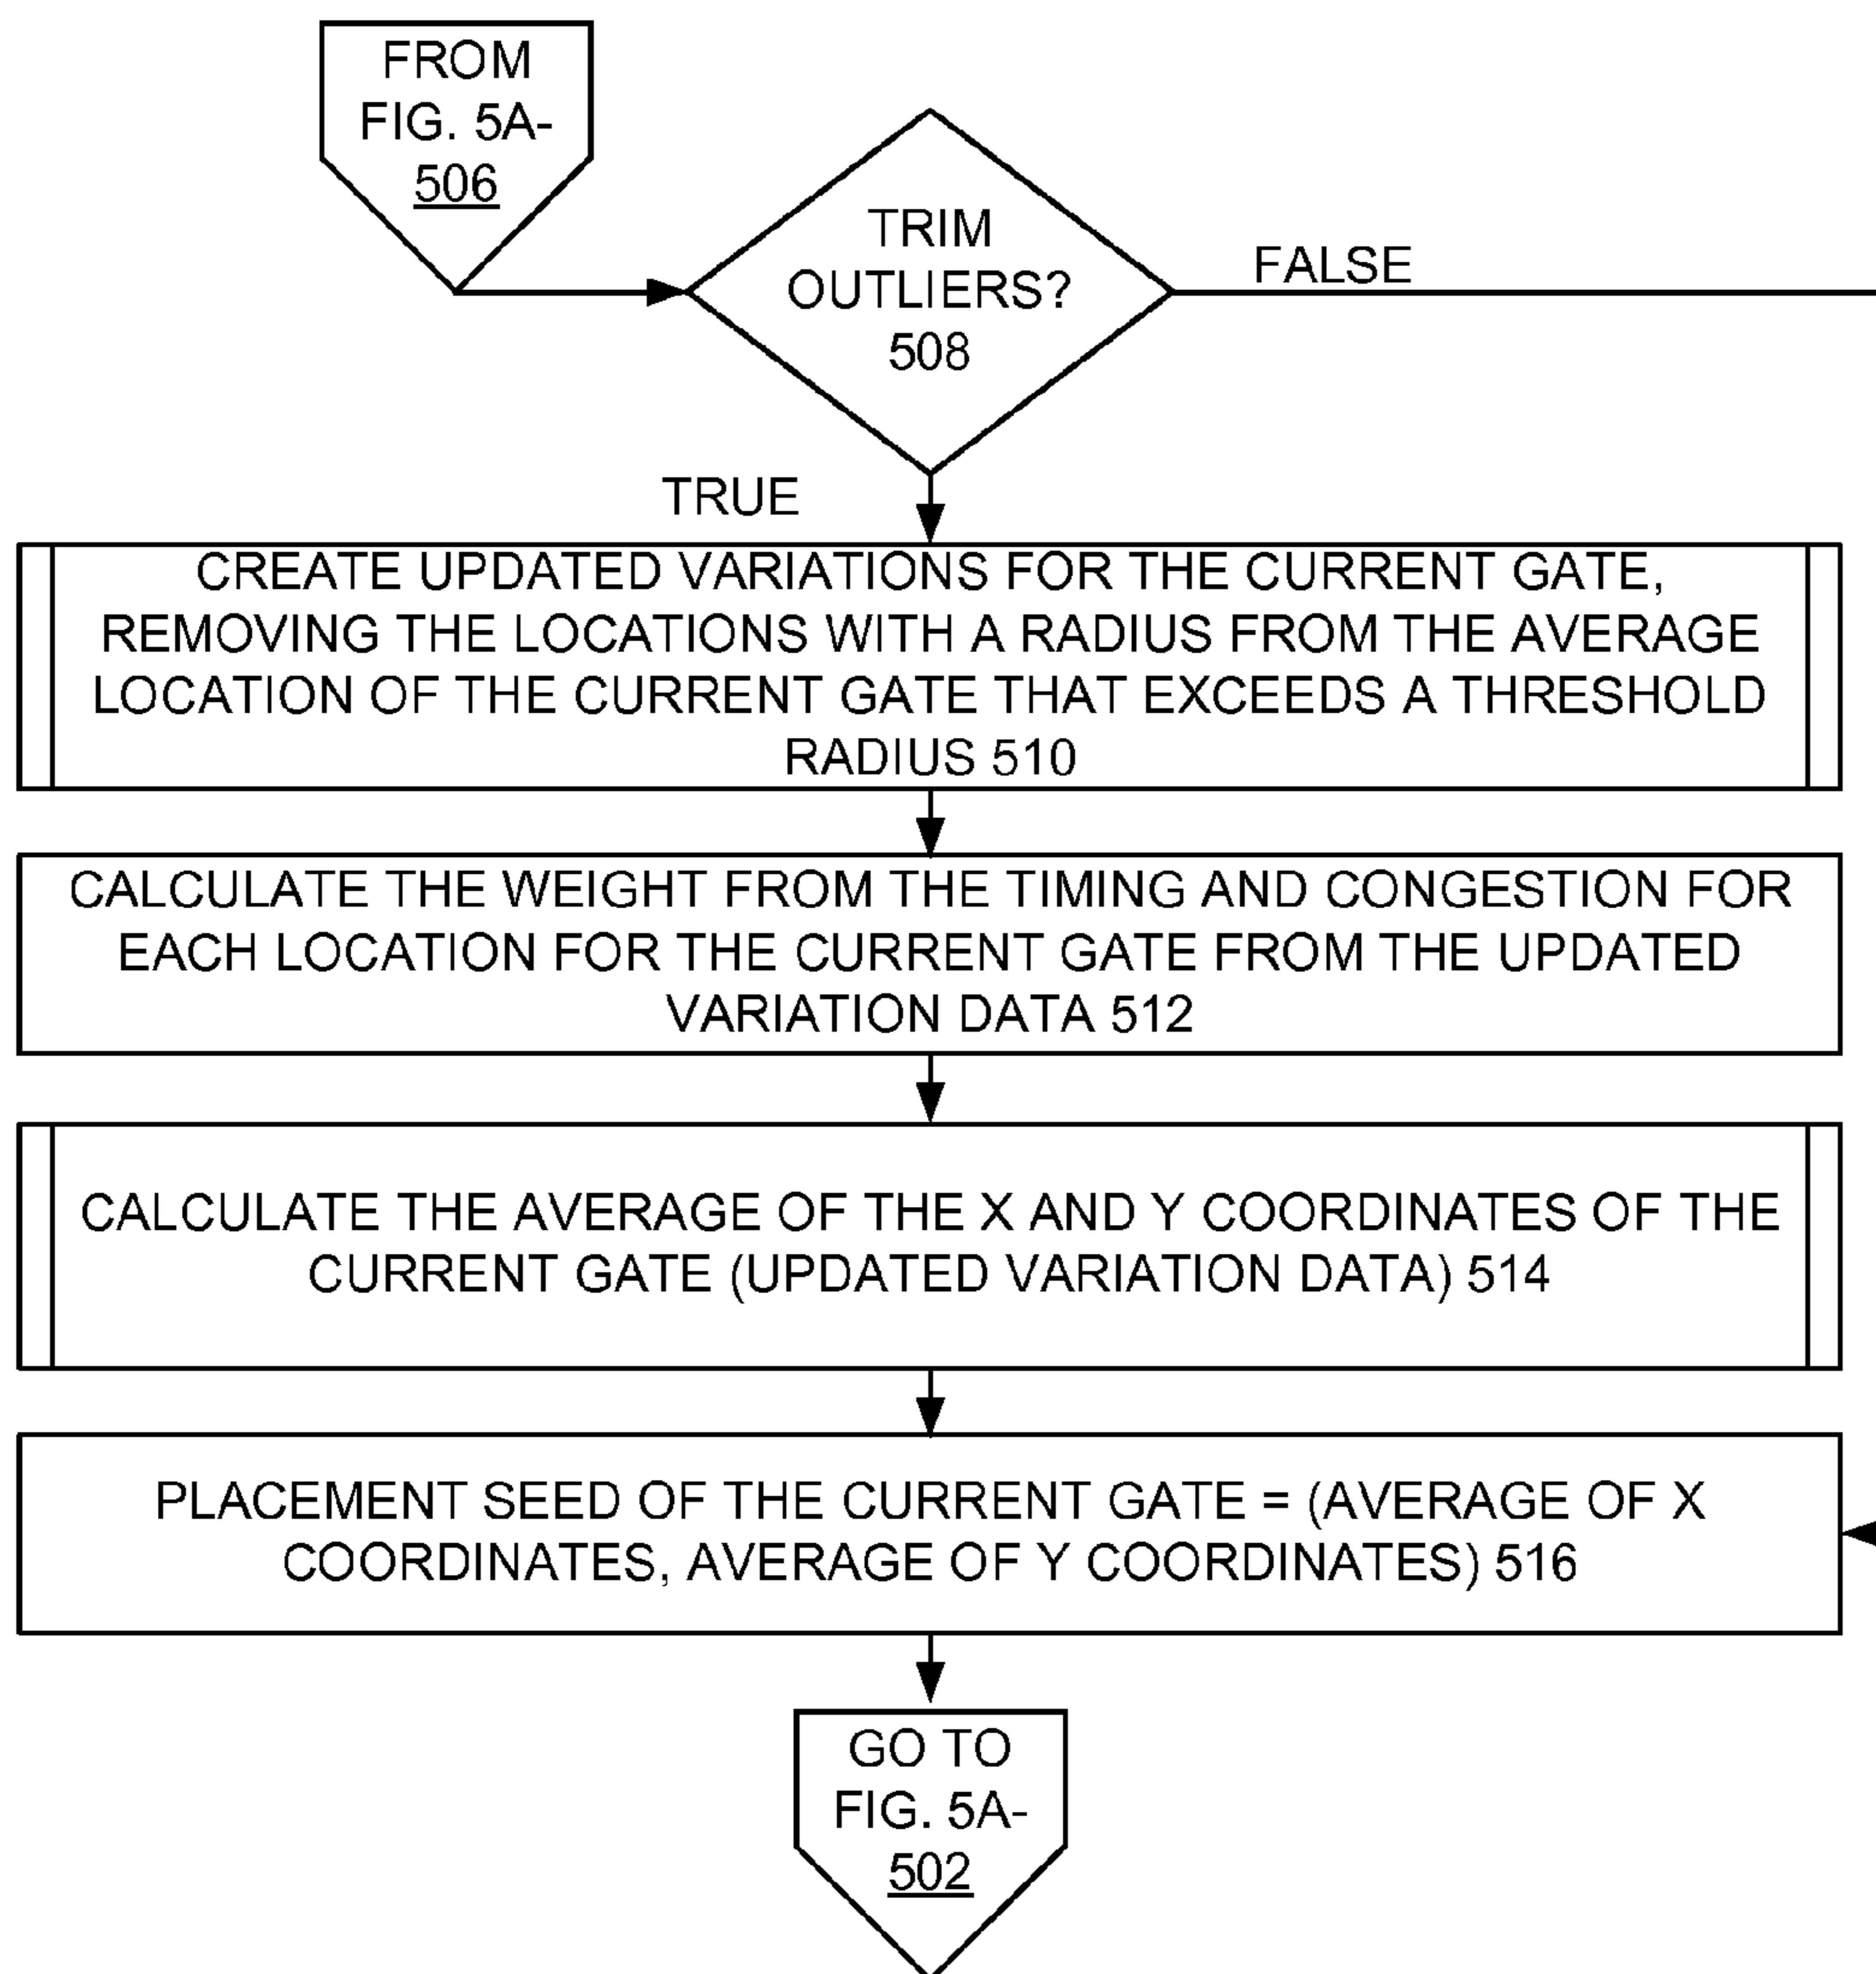 FROM
FIG. 5A-
506
TRIM
OUTLIERS?
508
FALSE
TRUE
CREATE UPDATED VARIATIONS FOR THE CURRENT GATE,
REMOVING THE LOCATIONS WITH A RADIUS FROM THE AVERAGE
LOCATION OF THE CURRENT GATE THAT EXCEEDS A THRESHOLD
RADIUS 510
CALCULATE THE WEIGHT FROM THE TIMING AND CONGESTION FOR
EACH LOCATION FOR THE CURRENT GATE FROM THE UPDATED
VARIATION DATA 512
CALCULATE THE AVERAGE OF THE X AND Y COORDINATES OF THE
CURRENT GATE (UPDATED VARIATION DATA) 514
PLACEMENT SEED OF THE CURRENT GATE = (AVERAGE OF X
COORDINATES, AVERAGE OF Y COORDINATES) 516
GO TO
FIG. 5A-
502